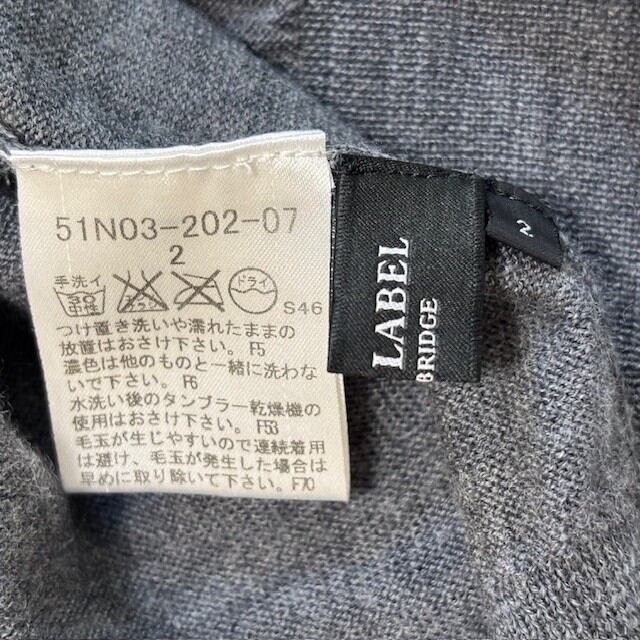 51N03-202-07
2
手洗イ
30
中性
ドライ
S46
つけ置き洗いや濡れたままの
放置はおさけ下さい。F5
濃色は他のものと一緒に洗わな
いで下さい。F6
水洗い後のタンブラー乾燥機の
使用はおさけ下さい。F53
毛玉が生じやすいので連続着用
は避け、毛玉が発生した場合は
早めに取り除いて下さい。F70
LABEL
BRIDGE
2